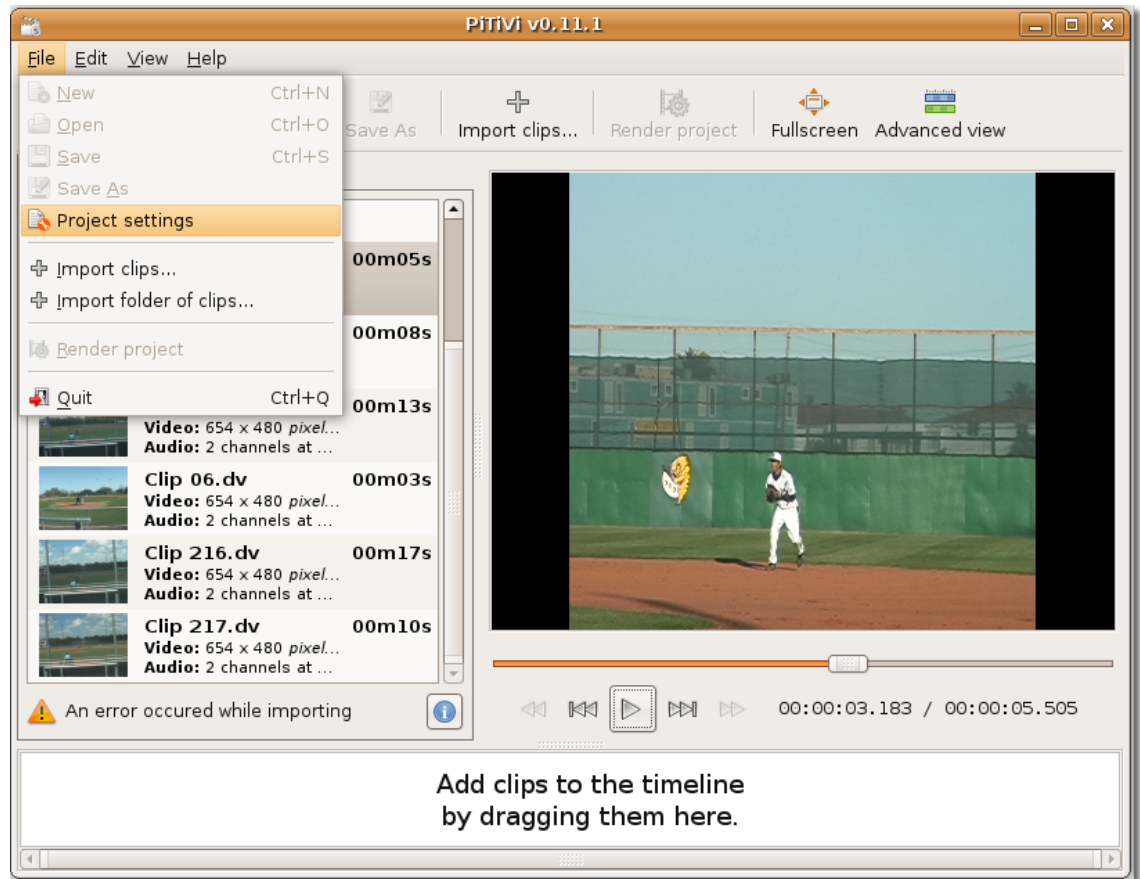 PiTiVi v0.11.1
File Edit View Help
New Ctrl+N
Open Ctrl+O
Save Ctrl+S
Save As
Project settings
Import clips...
Import folder of clips...
Render project
Quit Ctrl+Q
Save As Import clips... Render project Fullscreen Advanced view
00m05s
00m08s
00m13s
Video: 654 x 480 pixel...
Audio: 2 channels at ...
Clip 06.dv 00m03s
Video: 654 x 480 pixel...
Audio: 2 channels at ...
Clip 216.dv 00m17s
Video: 654 x 480 pixel...
Audio: 2 channels at ...
Clip 217.dv 00m10s
Video: 654 x 480 pixel...
Audio: 2 channels at ...
An error occured while importing
00:00:03.183 / 00:00:05.505
Add clips to the timeline
by dragging them here.